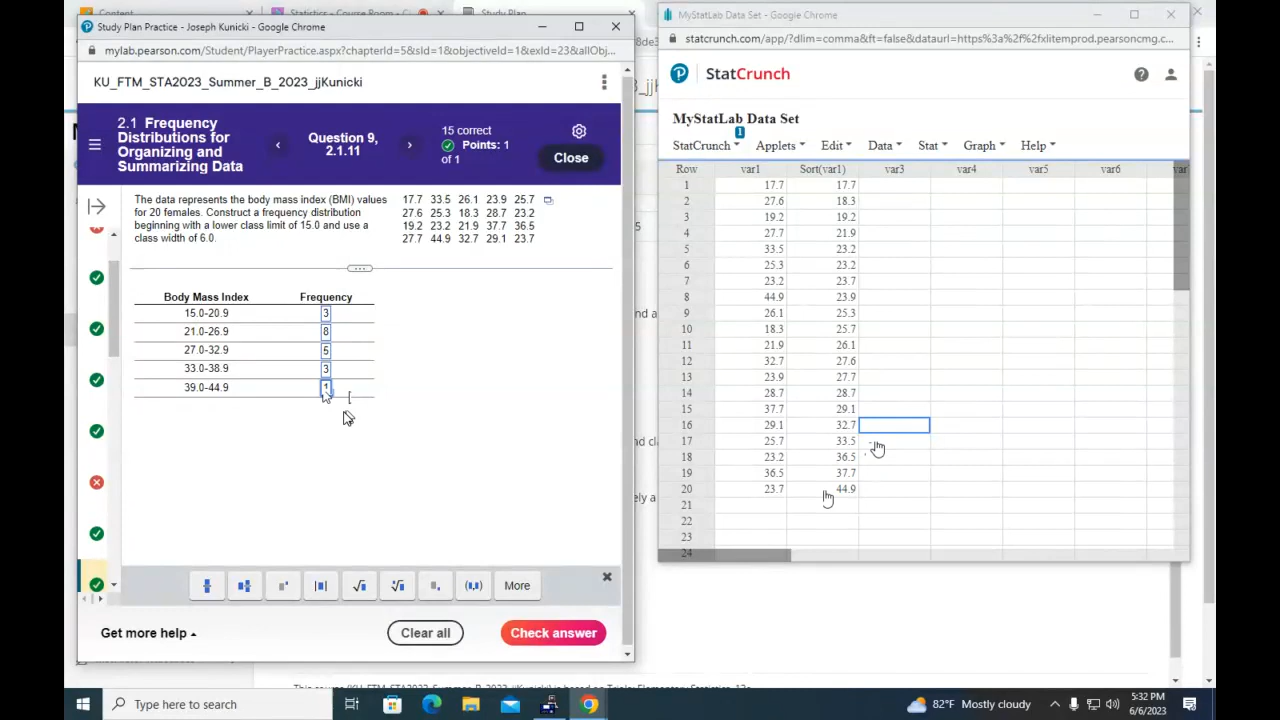 Content
Statistics - Course Room - C
Study Plan
Study Plan Practice - Joseph Kunicki - Google Chrome
mylab.pearson.com/Student/PlayerPractice.aspx?chapterId=5&sId=1&objectiveId=1&exId=23&allObj...
KU_FTM_STA2023_Summer_B_2023_jjKunicki
2.1 Frequency
Distributions for
Organizing and
Summarizing Data
Question 9,
2.1.11
15 correct
Points: 1
of 1
Close
The data represents the body mass index (BMI) values
for 20 females. Construct a frequency distribution
beginning with a lower class limit of 15.0 and use a
class width of 6.0.
17.7 33.5 26.1 23.9 25.7
27.6 25.3 18.3 28.7 23.2
19.2 23.2 21.9 37.7 36.5
27.7 44.9 32.7 29.1 23.7
Body Mass Index Frequency
15.0-20.9 3
21.0-26.9 8
27.0-32.9 5
33.0-38.9 3
39.0-44.9 1
More
Get more help
Clear all
Check answer
MyStatLab Data Set - Google Chrome
statcrunch.com/app/?dlim=comma&ft=false&dataurl=https%3a%2f%2fxlitemprod.pearsoncmg.c...
StatCrunch
MyStatLab Data Set
1
StatCrunch Applets Edit Data Stat Graph Help
Row var1 Sort(var1) var3 var4 var5 var6 var
1 17.7 17.7
2 27.6 18.3
3 19.2 19.2
4 27.7 21.9
5 33.5 23.2
6 25.3 23.2
7 23.2 23.7
8 44.9 23.9
9 26.1 25.3
10 18.3 25.7
11 21.9 26.1
12 32.7 27.6
13 23.9 27.7
14 28.7 28.7
15 37.7 29.1
16 29.1 32.7
17 25.7 33.5
18 23.2 36.5
19 36.5 37.7
20 23.7 44.9
21
22
23
24
Type here to search
82°F Mostly cloudy
5:32 PM
6/6/2023